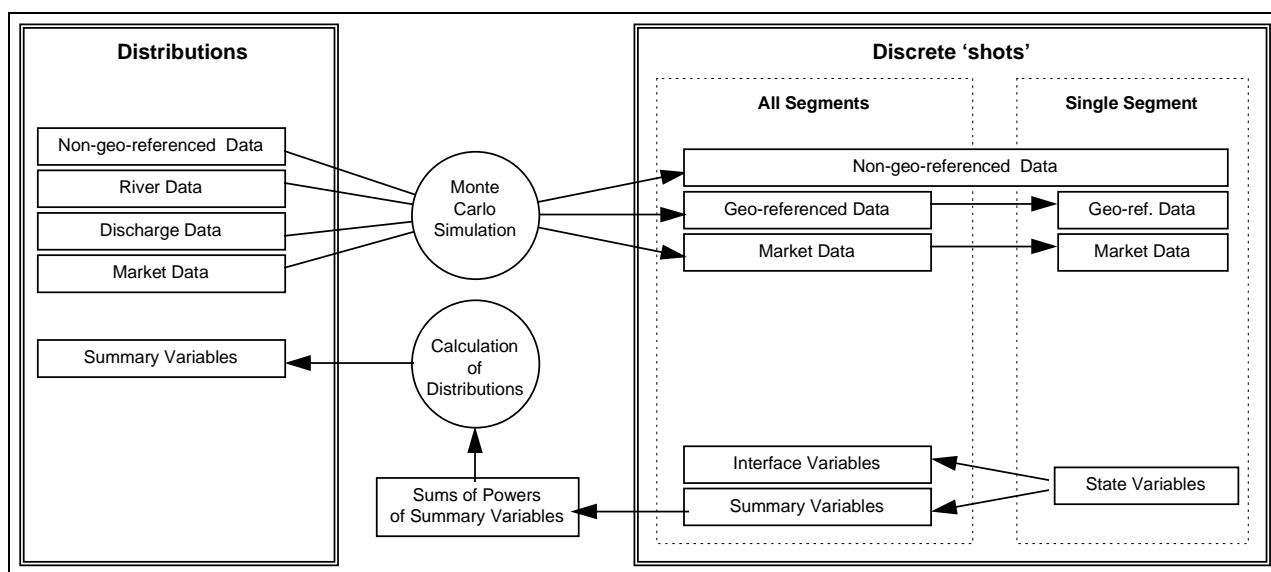 Distributions
Non-geo-referenced Data
River Data
Discharge Data
Market Data
Summary Variables
Monte
Carlo
Simulation
Calculation
of
Distributions
Sums of Powers
of Summary Variables
Discrete ‘shots’
All Segments
Single Segment
Non-geo-referenced Data
Geo-referenced Data
Geo-ref. Data
Market Data
Market Data
Interface Variables
Summary Variables
State Variables